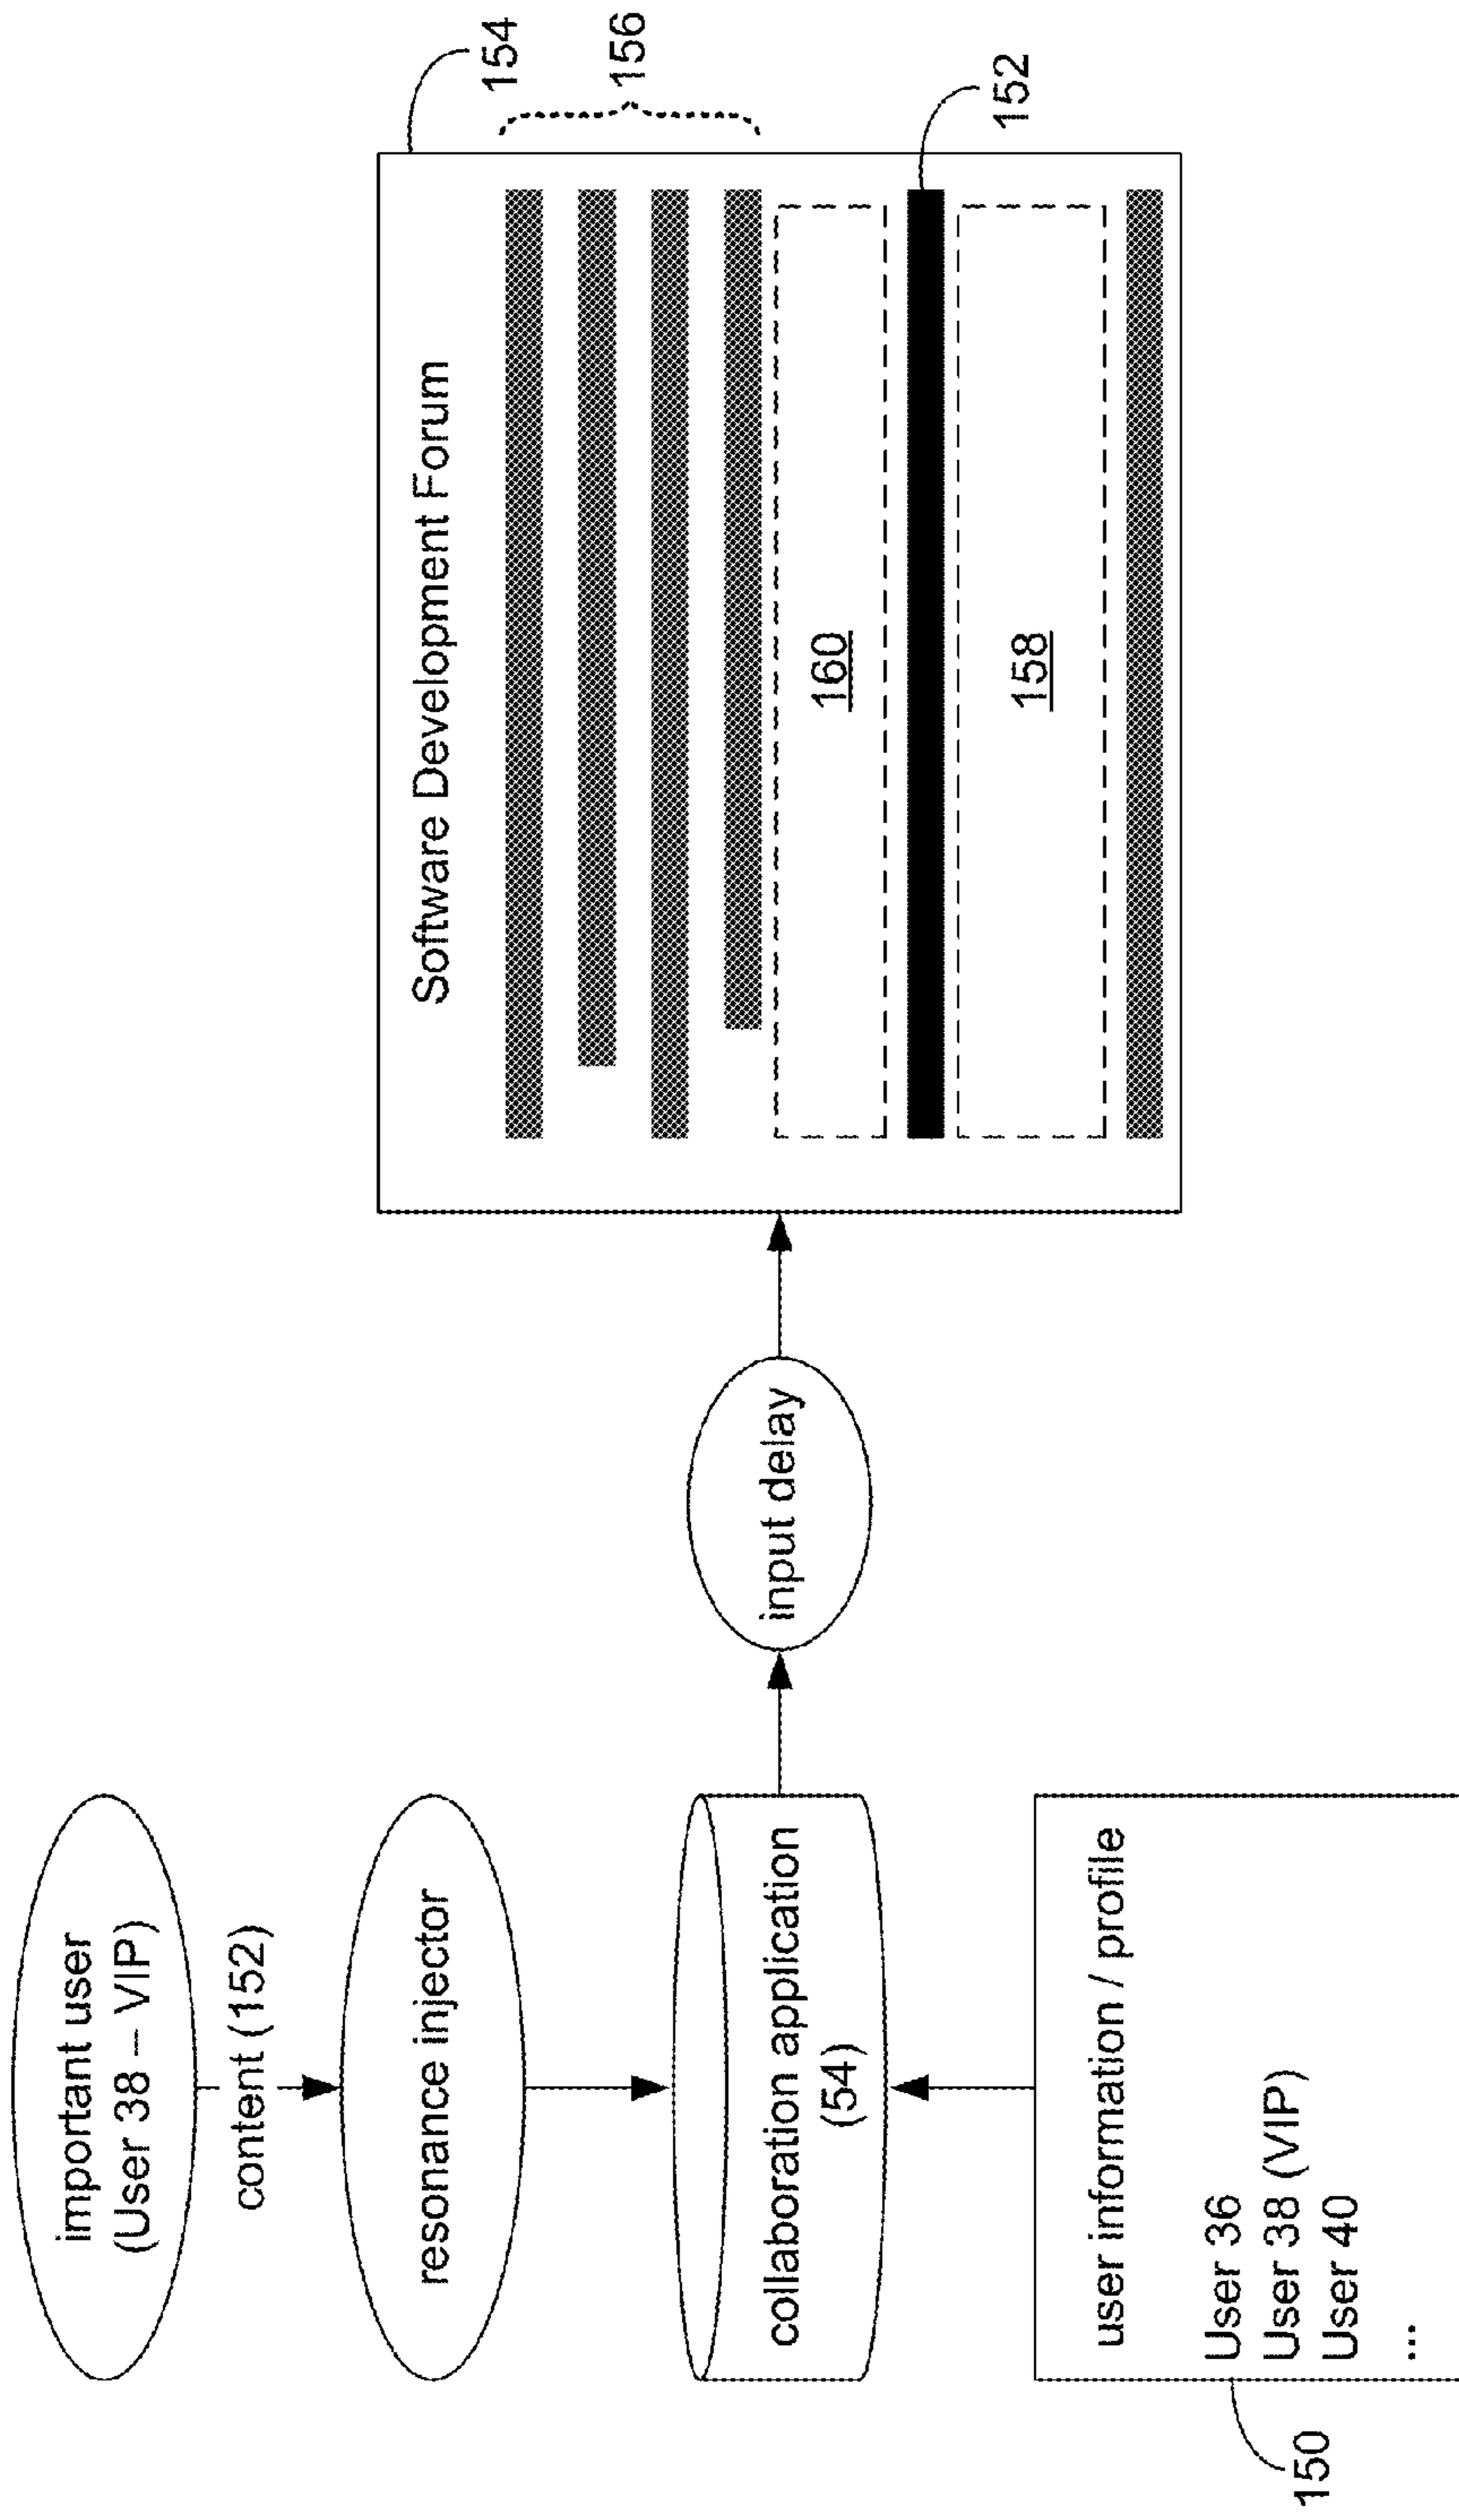 important user
(User 38 – VIP)
content (152)
resonance injector
collaboration application
(54)
user information / profile
User 36
User 38 (VIP)
User 40
...
150
input delay
Software Development Forum
160
158
154
156
152